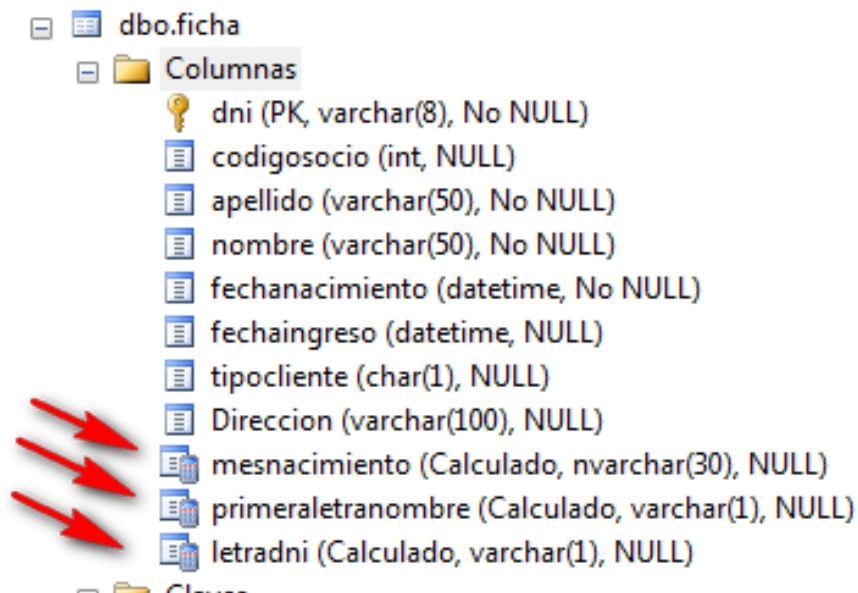 dbo.ficha
Columnas
dni (PK, varchar(8), No NULL)
codigosocio (int, NULL)
apellido (varchar(50), No NULL)
nombre (varchar(50), No NULL)
fechanacimiento (datetime, No NULL)
fechaingreso (datetime, NULL)
tipocliente (char(1), NULL)
Direccion (varchar(100), NULL)
mesnacimiento (Calculado, nvarchar(30), NULL)
primeraletranombre (Calculado, varchar(1), NULL)
letradni (Calculado, varchar(1), NULL)